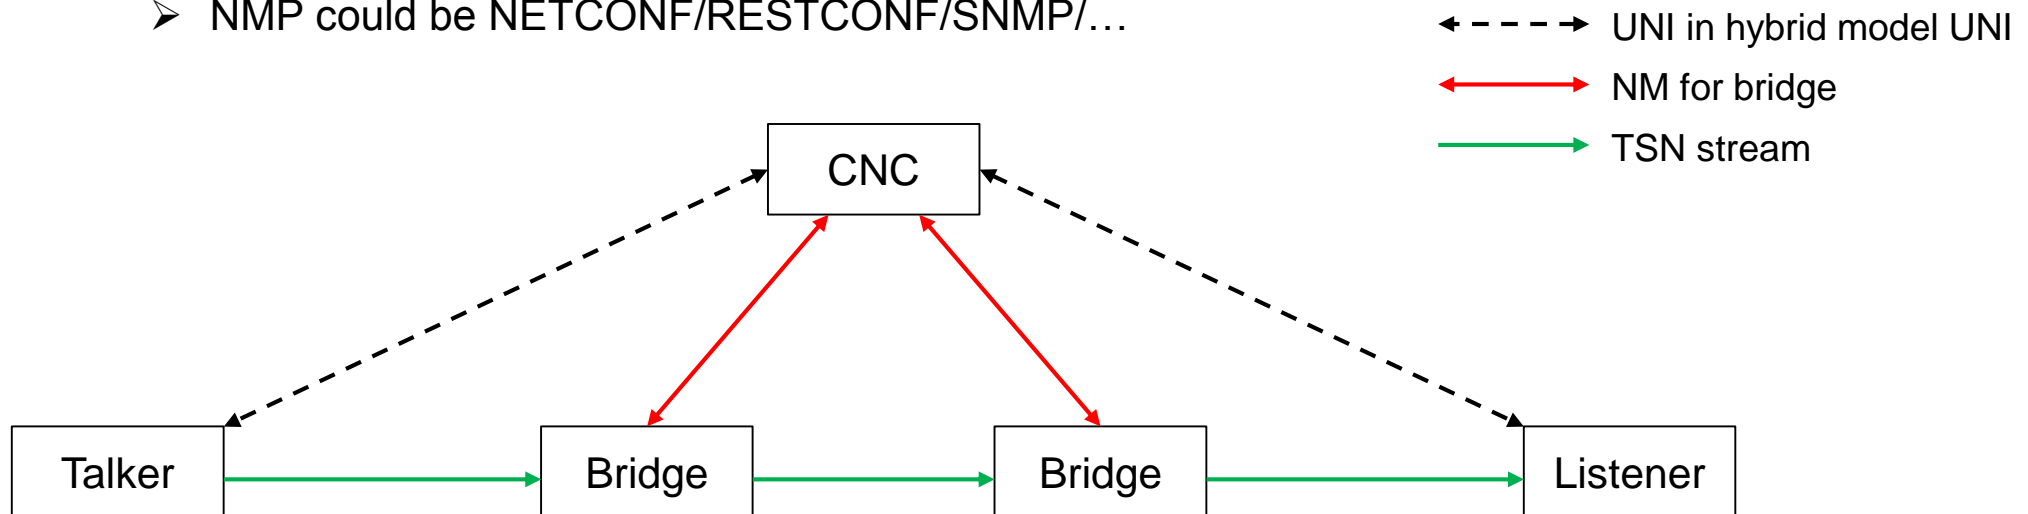 ➢ NMP could be NETCONF/RESTCONF/SNMP/…
UNI in hybrid model UNI
NM for bridge
TSN stream
CNC
Talker
Bridge
Bridge
Listener